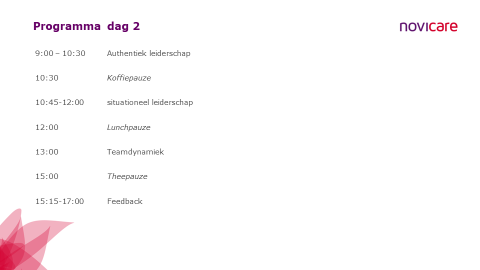 Programma dag 2
novicare
9:00 – 10:30 Authentiek leiderschap
10:30 Koffiepauze
10:45-12:00 situationeel leiderschap
12:00 Lunchpauze
13:00 Teamdynamiek
15:00 Theepauze
15:15-17:00 Feedback